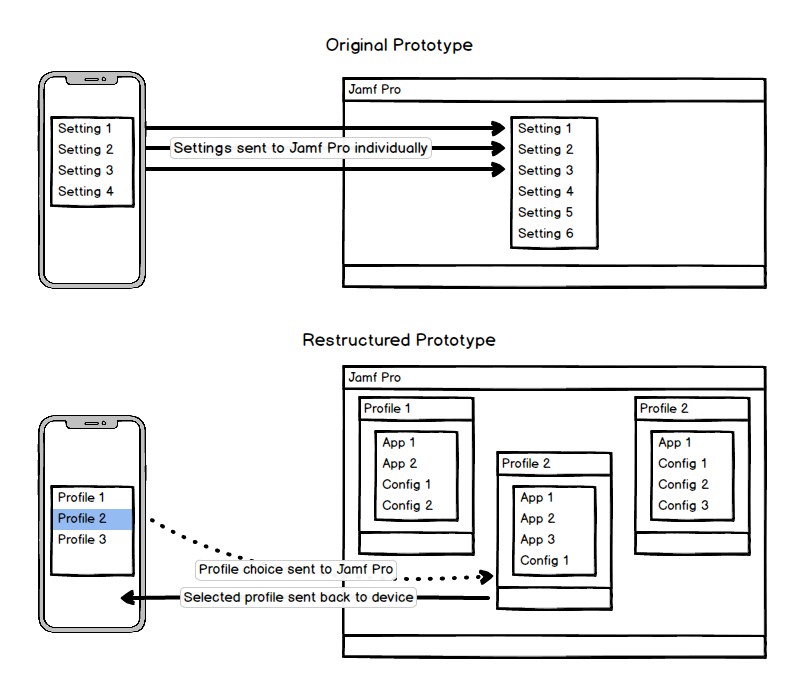 Original Prototype
Jamf Pro
Setting 1
Setting 2
Setting 3
Setting 4
Settings sent to Jamf Pro individually
Setting 1
Setting 2
Setting 3
Setting 4
Setting 5
Setting 6
Restructured Prototype
Jamf Pro
Profile 1
Profile 2
Profile 3
Profile 1
App 1
App 2
Config 1
Config 2
Profile 2
App 1
App 2
App 3
Config 1
Profile 2
App 1
Config 1
Config 2
Config 3
Profile choice sent to Jamf Pro
Selected profile sent back to device